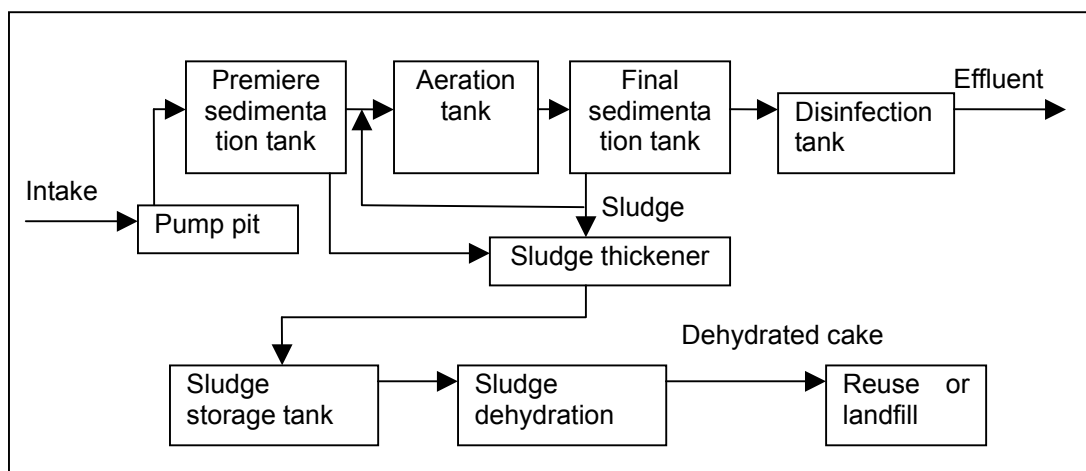 Premiere
sedimenta
tion tank
Aeration
tank
Final
sedimenta
tion tank
Effluent
Disinfection
tank
Intake
Pump pit
Sludge
Sludge thickener
Dehydrated cake
Sludge
storage tank
Sludge
dehydration
Reuse or
landfill